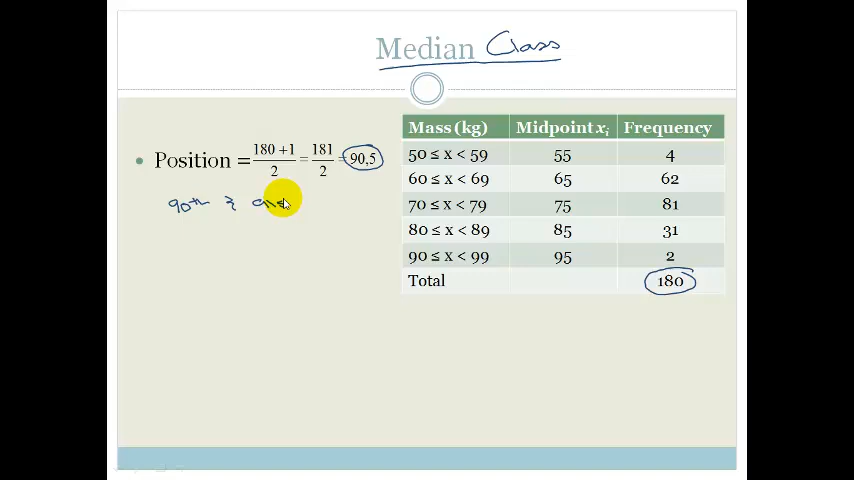 Median Class
Position = 180 +1 / 2 = 181 / 2 = 90,5
90th & 
Mass (kg) Midpoint xᵢ Frequency
50 ≤ x < 59 55 4
60 ≤ x < 69 65 62
70 ≤ x < 79 75 81
80 ≤ x < 89 85 31
90 ≤ x < 99 95 2
Total 180